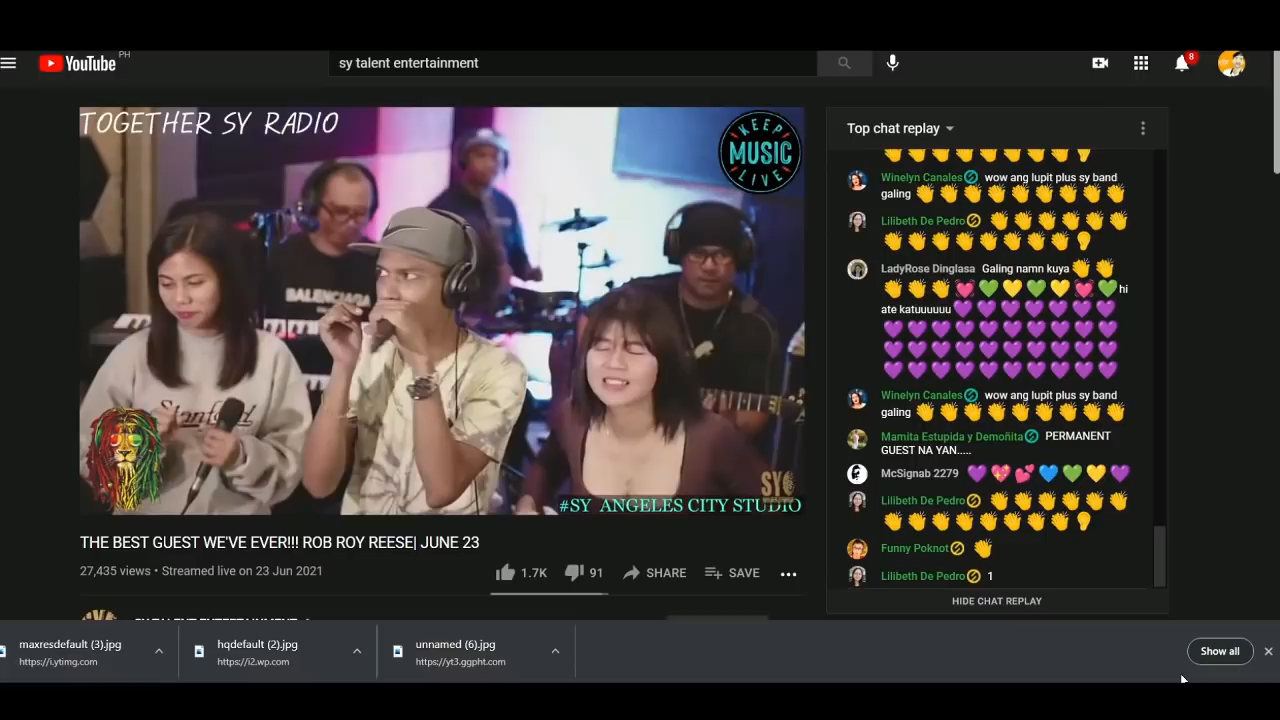 YouTube PH
sy talent entertainment
8
TOGETHER SY RADIO
KEEP
MUSIC
LIVE
BALENCIAGA
Stanford
SYO
#SY ANGELES CITY STUDIO
THE BEST GUEST WE'VE EVER!!! ROB ROY REESE| JUNE 23
27,435 views • Streamed live on 23 Jun 2021
1.7K 91 SHARE SAVE
Top chat replay
Winelyn Canales wow ang lupit plus sy band
galing
Lilibeth De Pedro
LadyRose Dinglasa Galing namn kuya
hi
ate katuuuuuu
Winelyn Canales wow ang lupit plus sy band
galing
Mamita Estupida y Demoñita PERMANENT
GUEST NA YAN.....
McSignab 2279
Lilibeth De Pedro
Funny Poknot
Lilibeth De Pedro 1
HIDE CHAT REPLAY
maxresdefault (3).jpg
https://i.ytimg.com
hqdefault (2).jpg
https://i2.wp.com
unnamed (6).jpg
https://yt3.ggpht.com
Show all